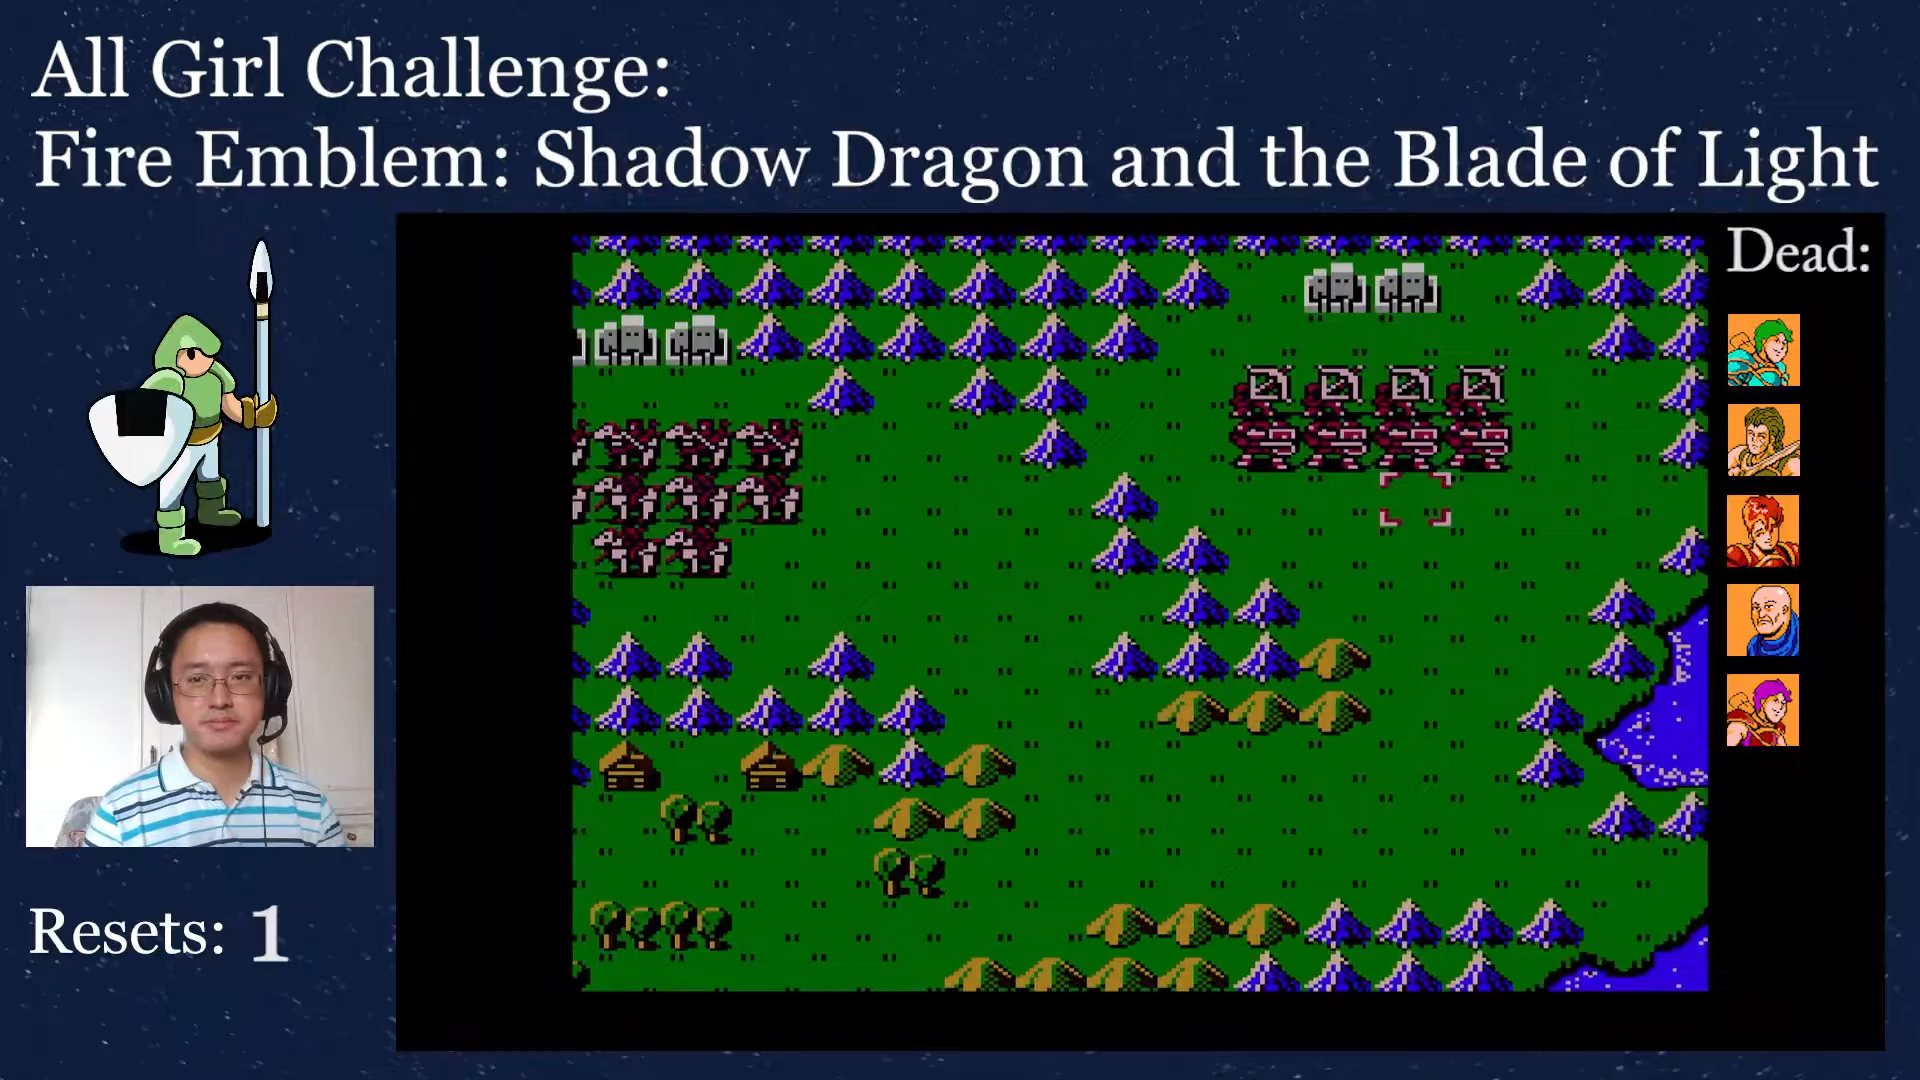 All Girl Challenge:
Fire Emblem: Shadow Dragon and the Blade of Light
Dead:
Resets: 1